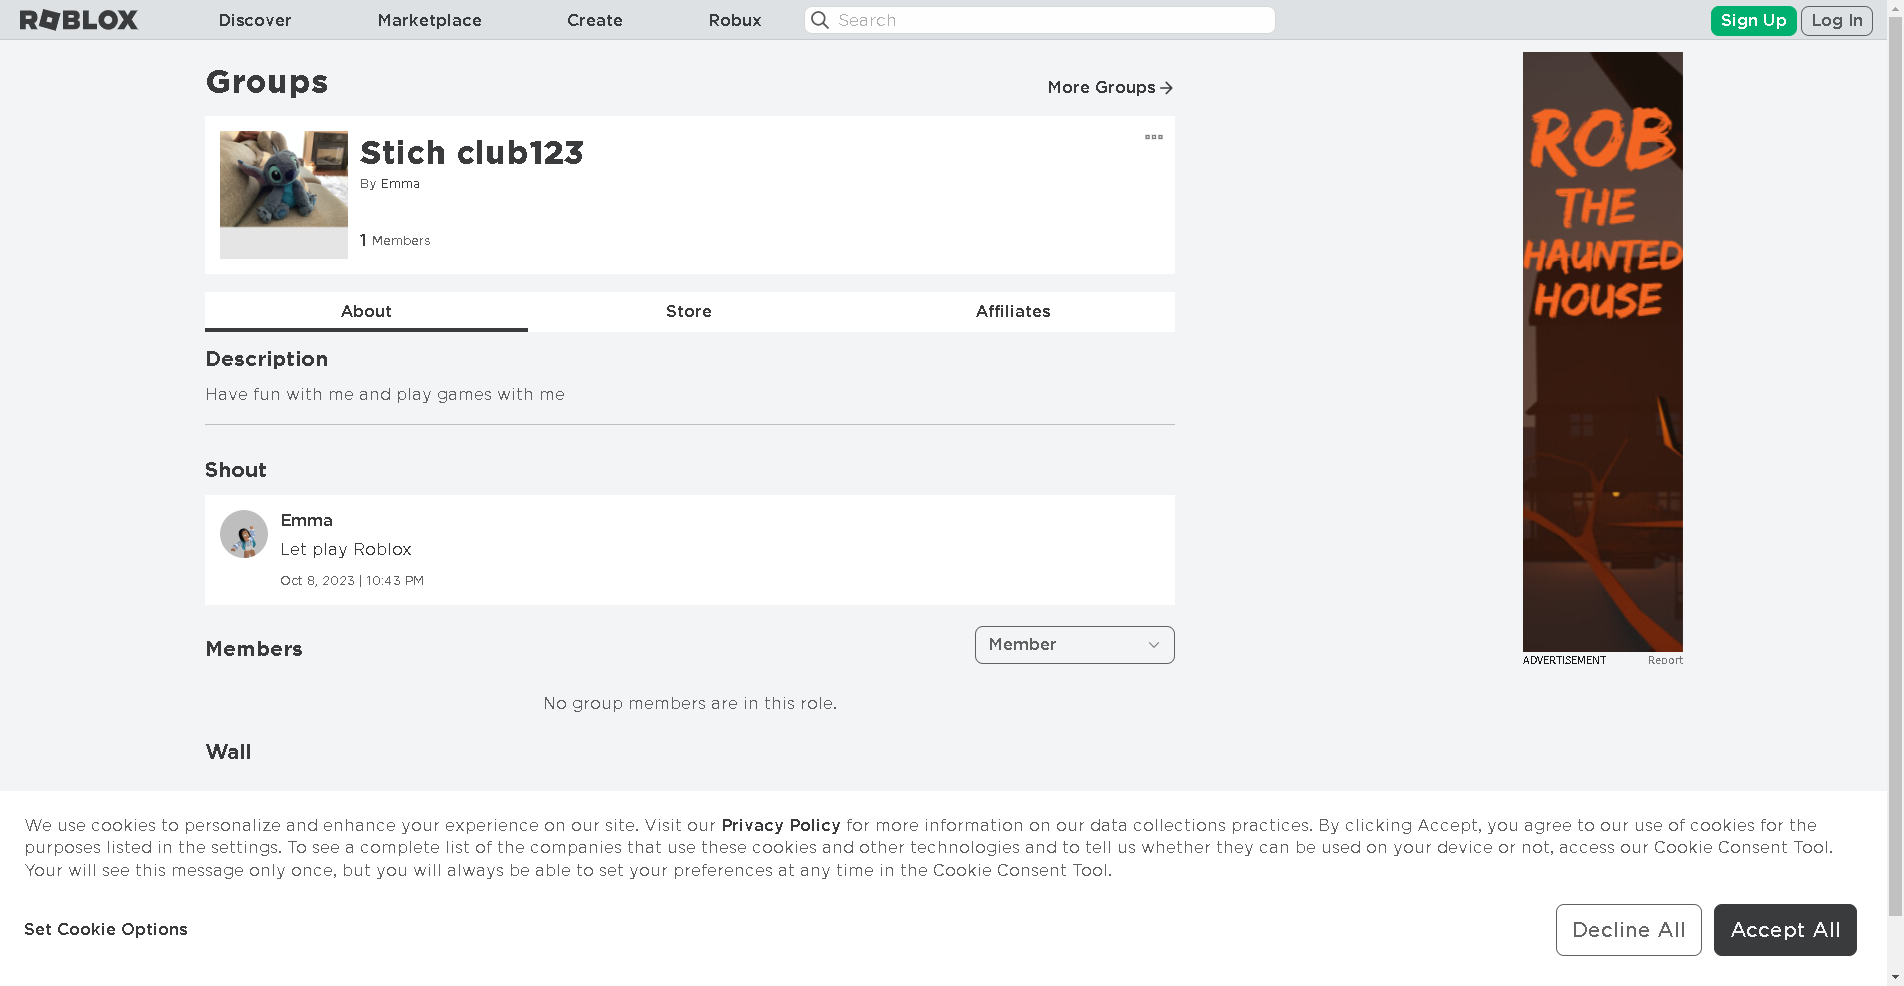 ROBLOX
Discover
Marketplace
Create
Robux
Search
Sign Up
Log In
Groups
More Groups
Stich club123
By Emma
1 Members
About
Store
Affiliates
Description
Have fun with me and play games with me
Shout
Emma
Let play Roblox
Oct 8, 2023 | 10:43 PM
Members
Member
No group members are in this role.
Wall
ROB
THE
HAUNTED
HOUSE
ADVERTISEMENT
Report
We use cookies to personalize and enhance your experience on our site. Visit our Privacy Policy for more information on our data collections practices. By clicking Accept, you agree to our use of cookies for the
purposes listed in the settings. To see a complete list of the companies that use these cookies and other technologies and to tell us whether they can be used on your device or not, access our Cookie Consent Tool.
Your will see this message only once, but you will always be able to set your preferences at any time in the Cookie Consent Tool.
Set Cookie Options
Decline All
Accept All